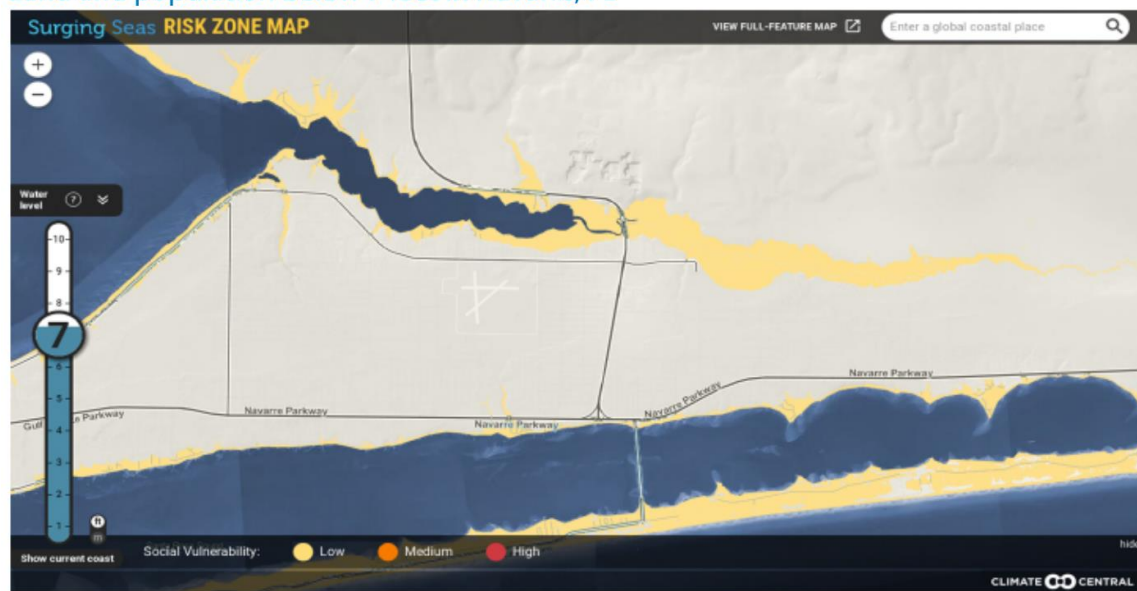 Surging Seas RISK ZONE MAP
VIEW FULL-FEATURE MAP
Enter a global coastal place
+
−
Water
level
?
10
9
8
7
6
5
4
3
2
1
ft
m
Show current coast
Parkway
Navarre Parkway
Navarre Parkway
Navarre Parkway
Navarre Parkway
Social Vulnerability:
Low
Medium
High
hide
CLIMATE CENTRAL